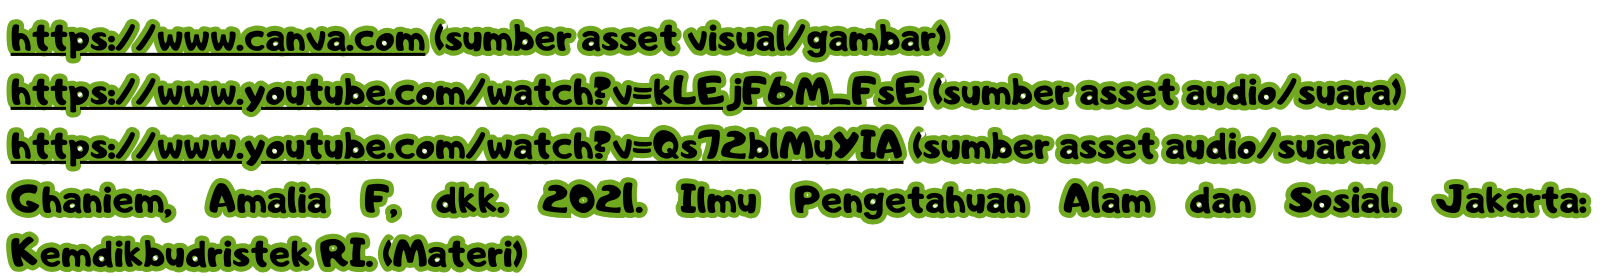 https://www.canva.com (sumber asset visual/gambar)
https://www.youtube.com/watch?v=kLEjF6M_FsE (sumber asset audio/suara)
https://www.youtube.com/watch?v=Qs72blMuYIA (sumber asset audio/suara)
Ghaniem, Amalia F, dkk. 2021. Ilmu Pengetahuan Alam dan Sosial. Jakarta:
Kemdikbudristek RI. (Materi)